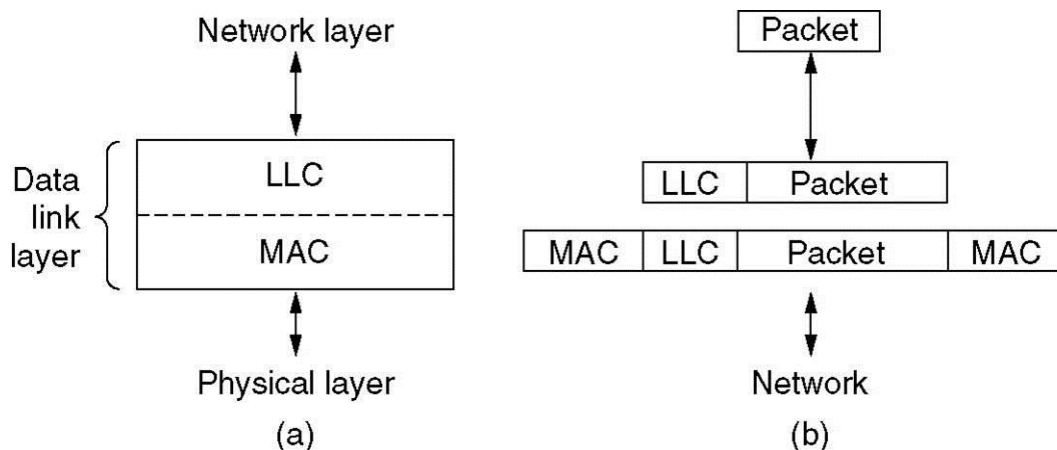 Network layer
Data
link
layer
LLC
MAC
Physical layer
(a)
Packet
LLC Packet
MAC LLC Packet MAC
Network
(b)